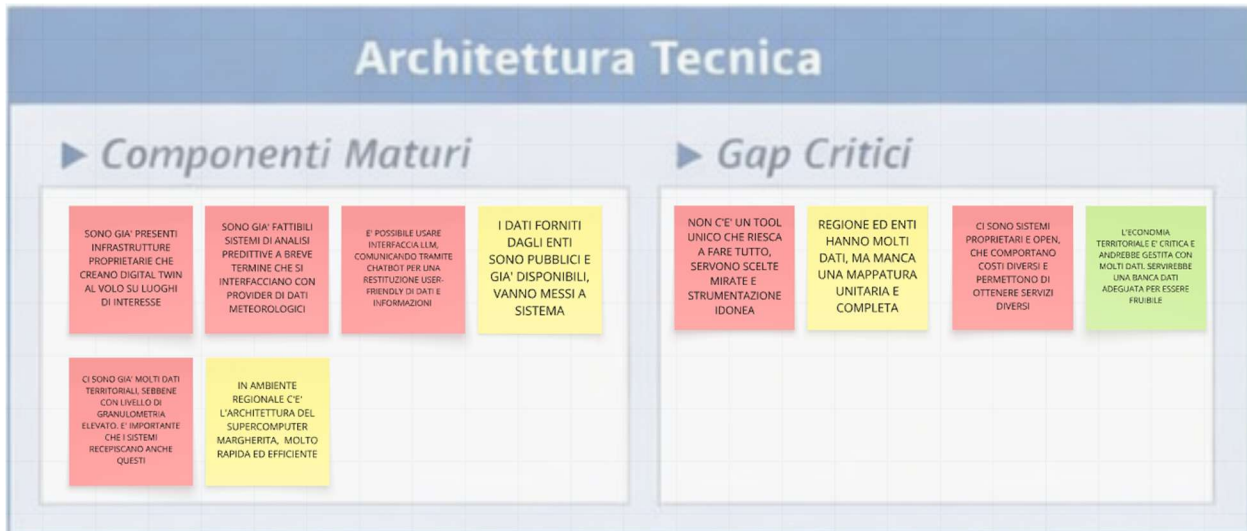 Architettura Tecnica
Componenti Maturi
SONO GIA' PRESENTI
INFRASTRUTTURE
PROPRIETARIE CHE
CREANO DIGITAL TWIN
AL VOLO SU LUOGHI
DI INTERESSE
SONO GIA' FATTIBILI
SISTEMI DI ANALISI
PREDITTIVE A BREVE
TERMINE CHE SI
INTERFACCIANO CON
PROVIDER DI DATI
METEOROLOGICI
E' POSSIBILE USARE
INTERFACCIA LLM,
COMUNICANDO TRAMITE
CHATBOT PER UNA
RESTITUZIONE USER-
FRIENDLY DI DATI E
INFORMAZIONI
I DATI FORNITI
DAGLI ENTI
SONO PUBBLICI E
GIA' DISPONIBILI,
VANNO MESSI A
SISTEMA
CI SONO GIA' MOLTI DATI
TERRITORIALI, SEBBENE
CON LIVELLO DI
GRANULOMETRIA
ELEVATO. E' IMPORTANTE
CHE I SISTEMI
RECEPISCANO ANCHE
QUESTI
IN AMBIENTE
REGIONALE C'E'
L'ARCHITETTURA DEL
SUPERCOMPUTER
MARGHERITA, MOLTO
RAPIDA ED EFFICIENTE
Gap Critici
NON C'E' UN TOOL
UNICO CHE RIESCA
A FARE TUTTO,
SERVONO SCELTE
MIRATE E
STRUMENTAZIONE
IDONEA
REGIONE ED ENTI
HANNO MOLTI
DATI, MA MANCA
UNA MAPPATURA
UNITARIA E
COMPLETA
CI SONO SISTEMI
PROPRIETARI E OPEN,
CHE COMPORTANO
COSTI DIVERSI E
PERMETTONO DI
OTTENERE SERVIZI
DIVERSI
L'ECONOMIA
TERRITORIALE E' CRITICA E
ANDREBBE GESTITA CON
MOLTI DATI. SERVIREBBE
UNA BANCA DATI
ADEGUATA PER ESSERE
FRUIBILE